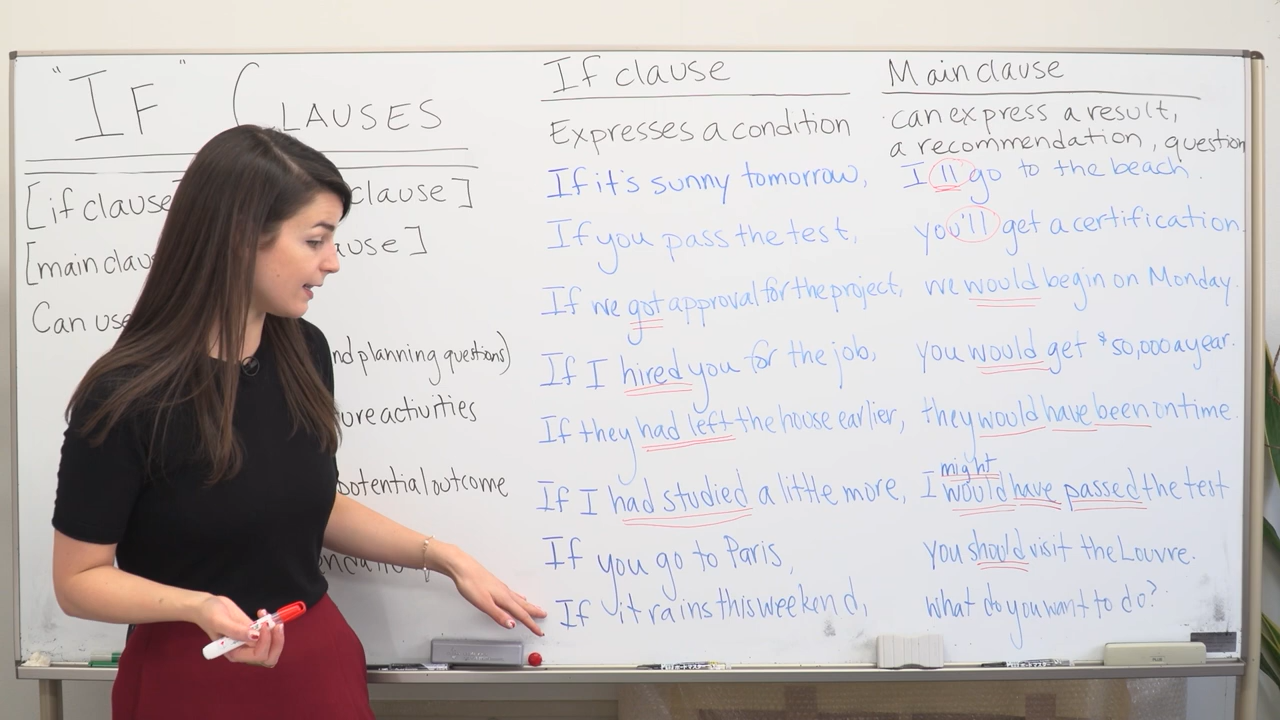 "IF" CLAUSES
[if clause clause]
[main clau ause]
Can use
nd planning questions)
ure activities
potential outcome
If clause
Expresses a condition
If it's sunny tomorrow,
If you pass the test,
If we got approval for the project,
If I hired you for the job,
If they had left the house earlier,
If I had studied a little more,
If you go to Paris,
If it rains this weekend,
Main clause
can express a result,
a recommendation, question
I'll go to the beach.
you'll get a certification.
we would begin on Monday.
you would get $50,000 a year.
they would have been on time.
might
I would have passed the test
you should visit the Louvre.
what do you want to do?